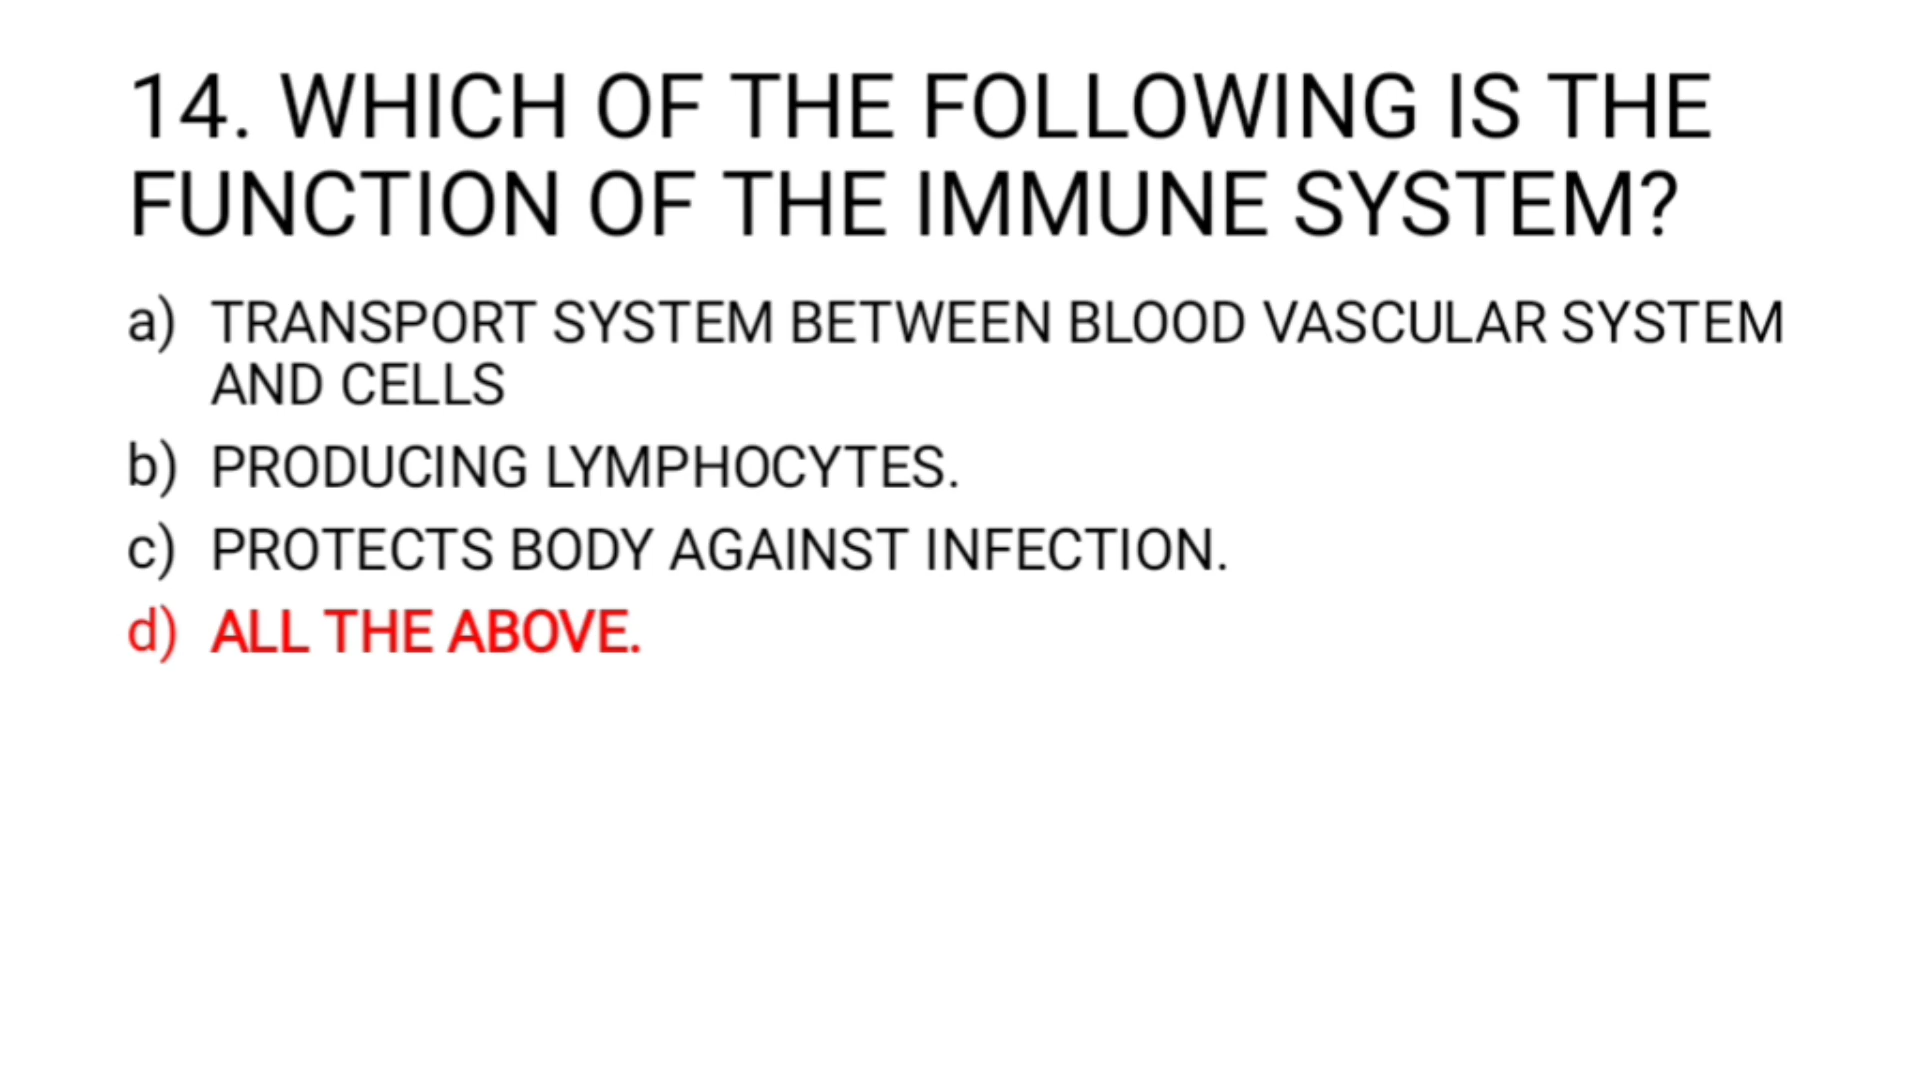 14. WHICH OF THE FOLLOWING IS THE
FUNCTION OF THE IMMUNE SYSTEM?
a) TRANSPORT SYSTEM BETWEEN BLOOD VASCULAR SYSTEM
AND CELLS
b) PRODUCING LYMPHOCYTES.
c) PROTECTS BODY AGAINST INFECTION.
d) ALL THE ABOVE.